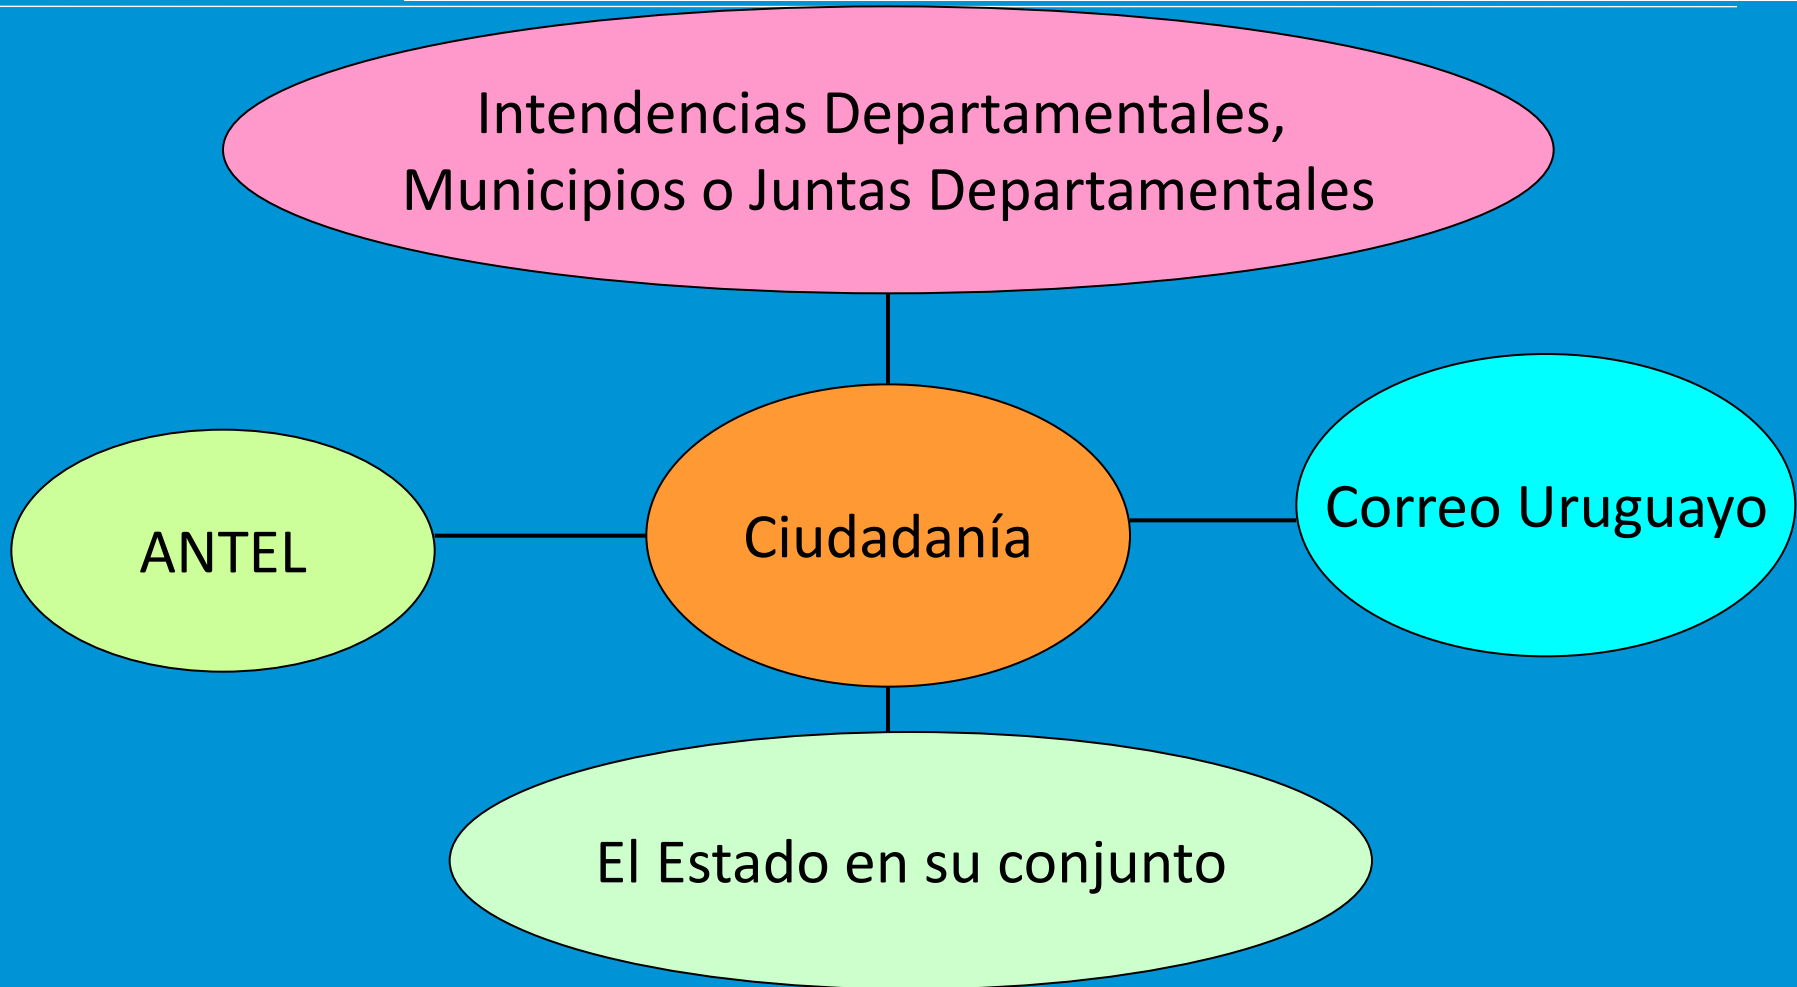 Intendencias Departamentales,
Municipios o Juntas Departamentales
Correo Uruguayo
Ciudadanía
ANTEL
El Estado en su conjunto